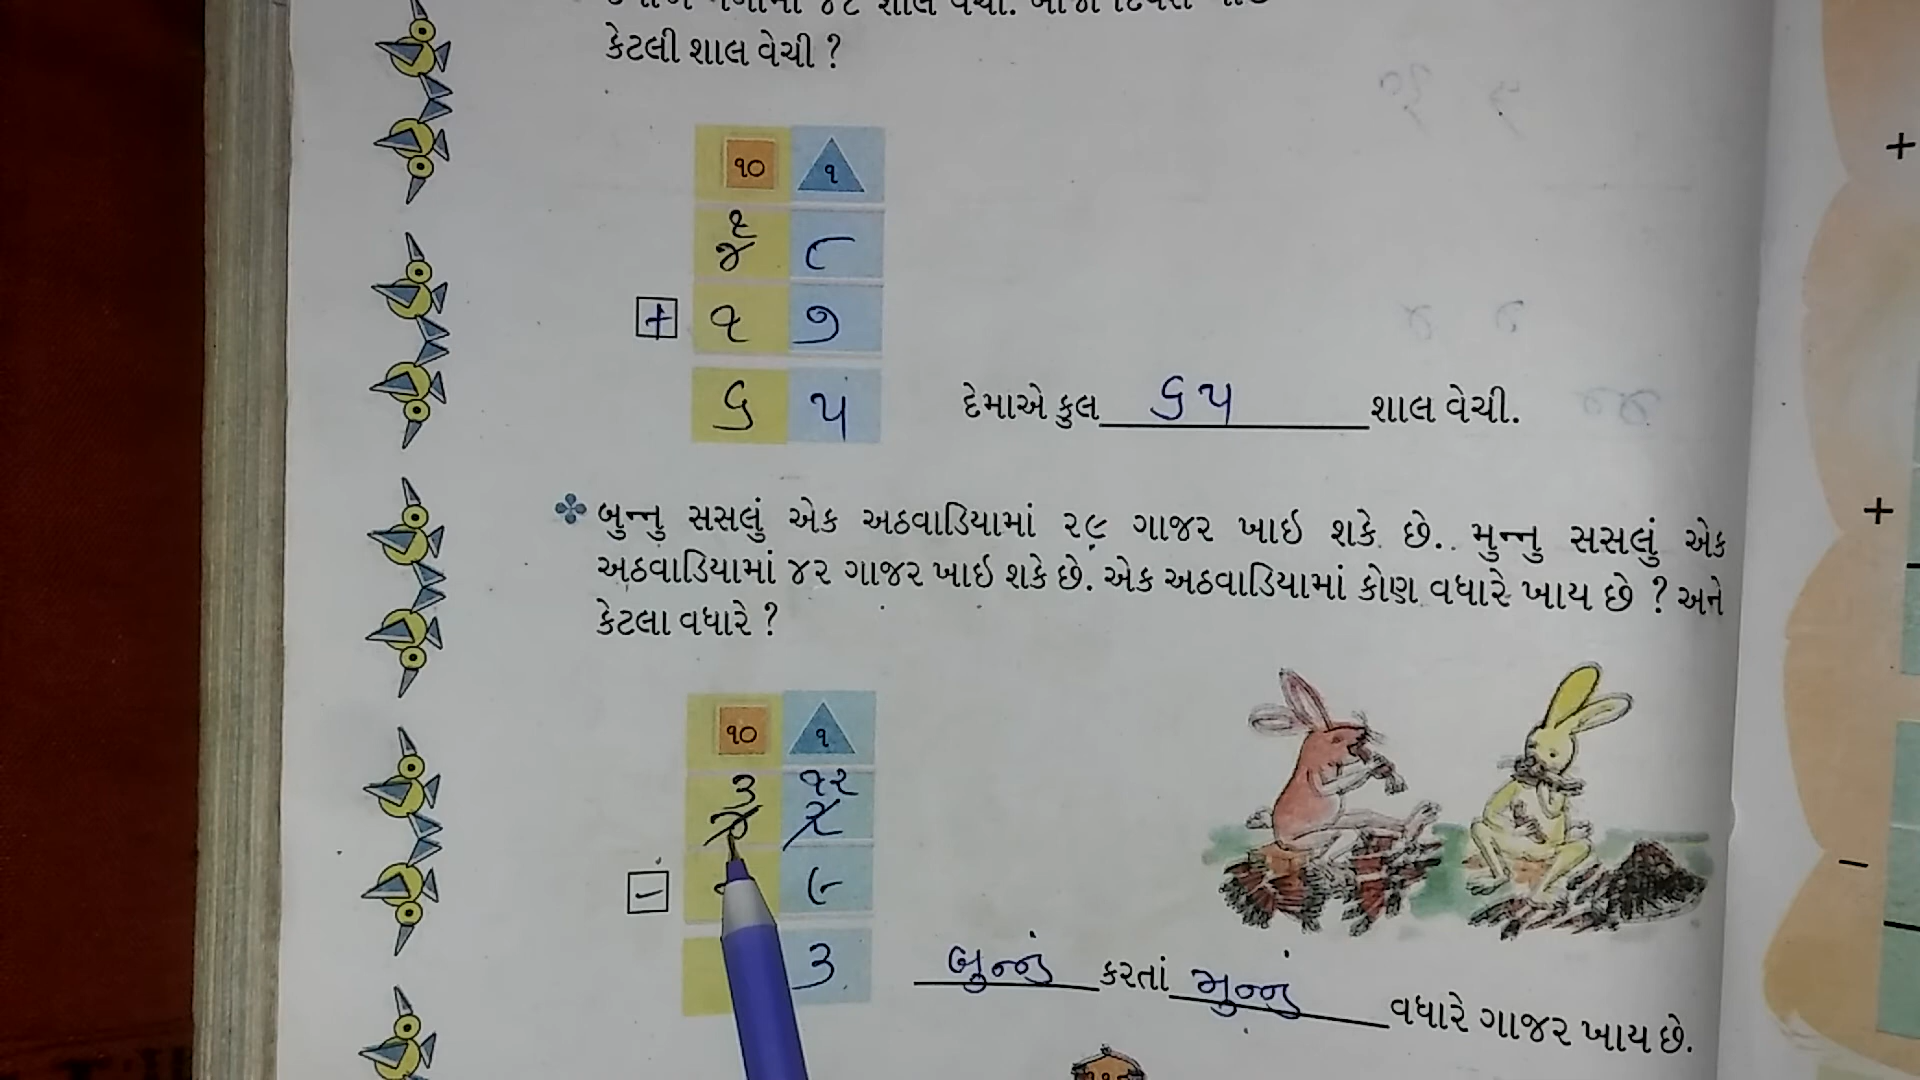 કેટલી શાલ વેચી ?
૧૦ ૧
૧
૪ ૮
+ ૧ ૭
૬ ૫
દેમાએ કુલ ૬૫ શાલ વેચી.
બુન્નુ સસલું એક અઠવાડિયામાં ૨૯ ગાજર ખાઇ શકે છે. મુન્નુ સસલું એક
અઠવાડિયામાં ૪૨ ગાજર ખાઇ શકે છે. એક અઠવાડિયામાં કોણ વધારે ખાય છે ? અને
કેટલા વધારે ?
૧૦ ૧
૩ ૧૨
૪ ૨
- ૯
૩
બુન્નું કરતાં મુન્નું વધારે ગાજર ખાય છે.
+
+
−